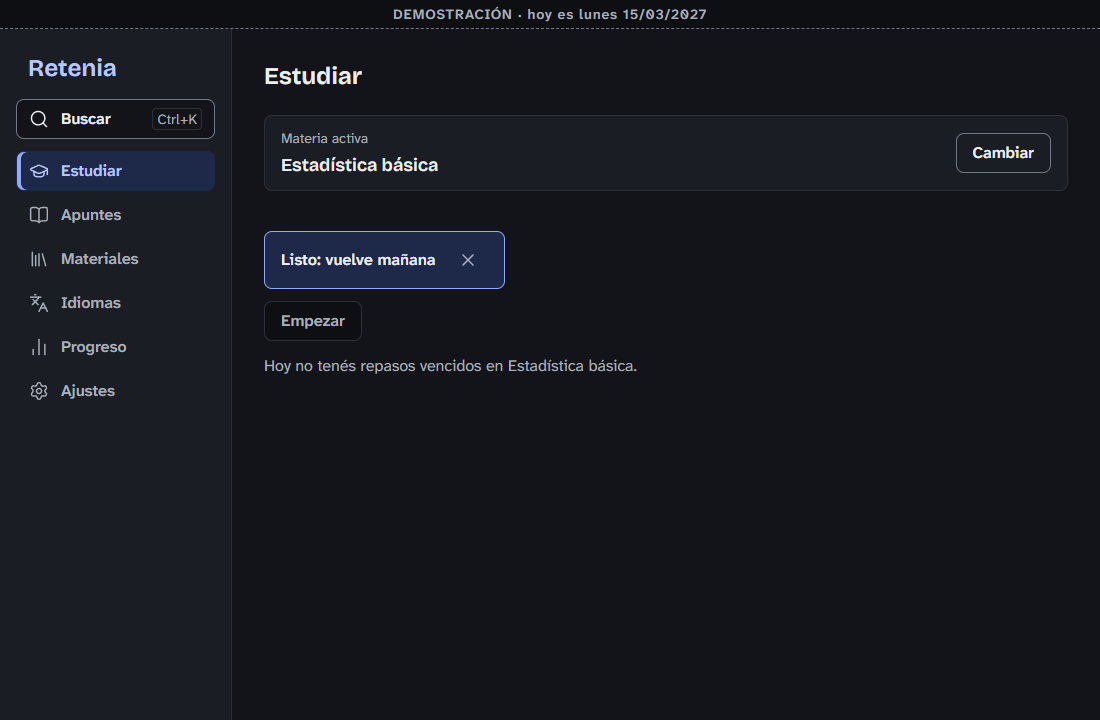 DEMOSTRACIÓN · hoy es lunes 15/03/2027
Retenia
Buscar Ctrl+K
Estudiar
Apuntes
Materiales
Idiomas
Progreso
Ajustes
Estudiar
Materia activa
Estadística básica
Cambiar
Listo: vuelve mañana
Empezar
Hoy no tenés repasos vencidos en Estadística básica.